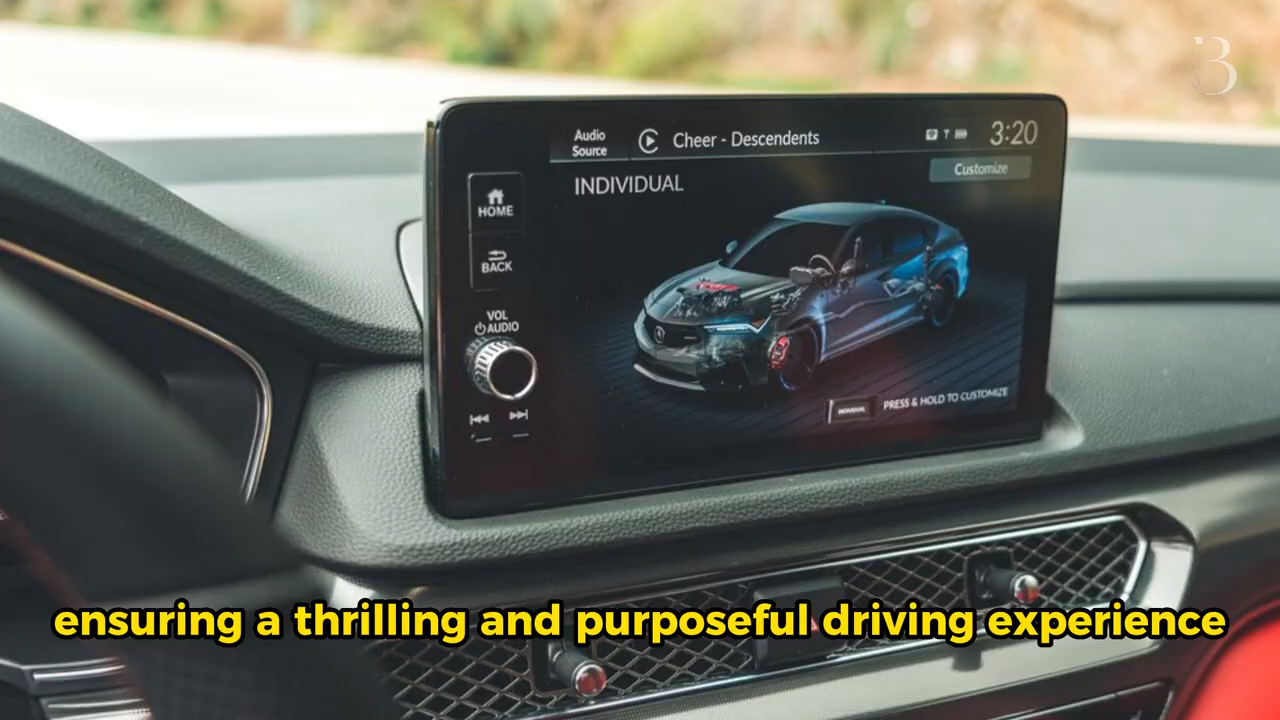 B
Audio
Source
Cheer - Descendents
3:20
Customize
INDIVIDUAL
HOME
BACK
VOL
AUDIO
INDIVIDUAL
PRESS & HOLD TO CUSTOMIZE
ensuring a thrilling and purposeful driving experience